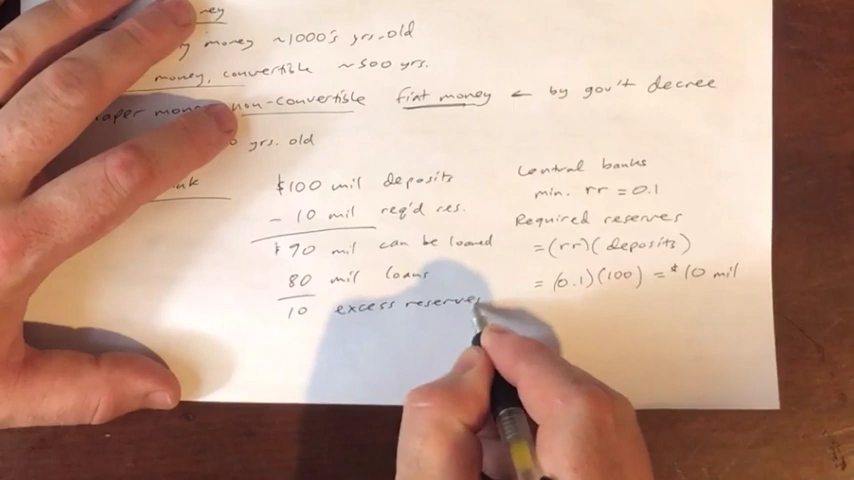 money ~1000's yrs. old
money, convertible ~500 yrs.
non-convertible fiat money ← by gov't decree
yrs. old
$100 mil deposits
- 10 mil req'd res.
$90 mil can be loaned
80 mil loans
10 excess reserves
Central banks
min. rr = 0.1
Required reserves
= (rr)(deposits)
= (0.1)(100) = $10 mil